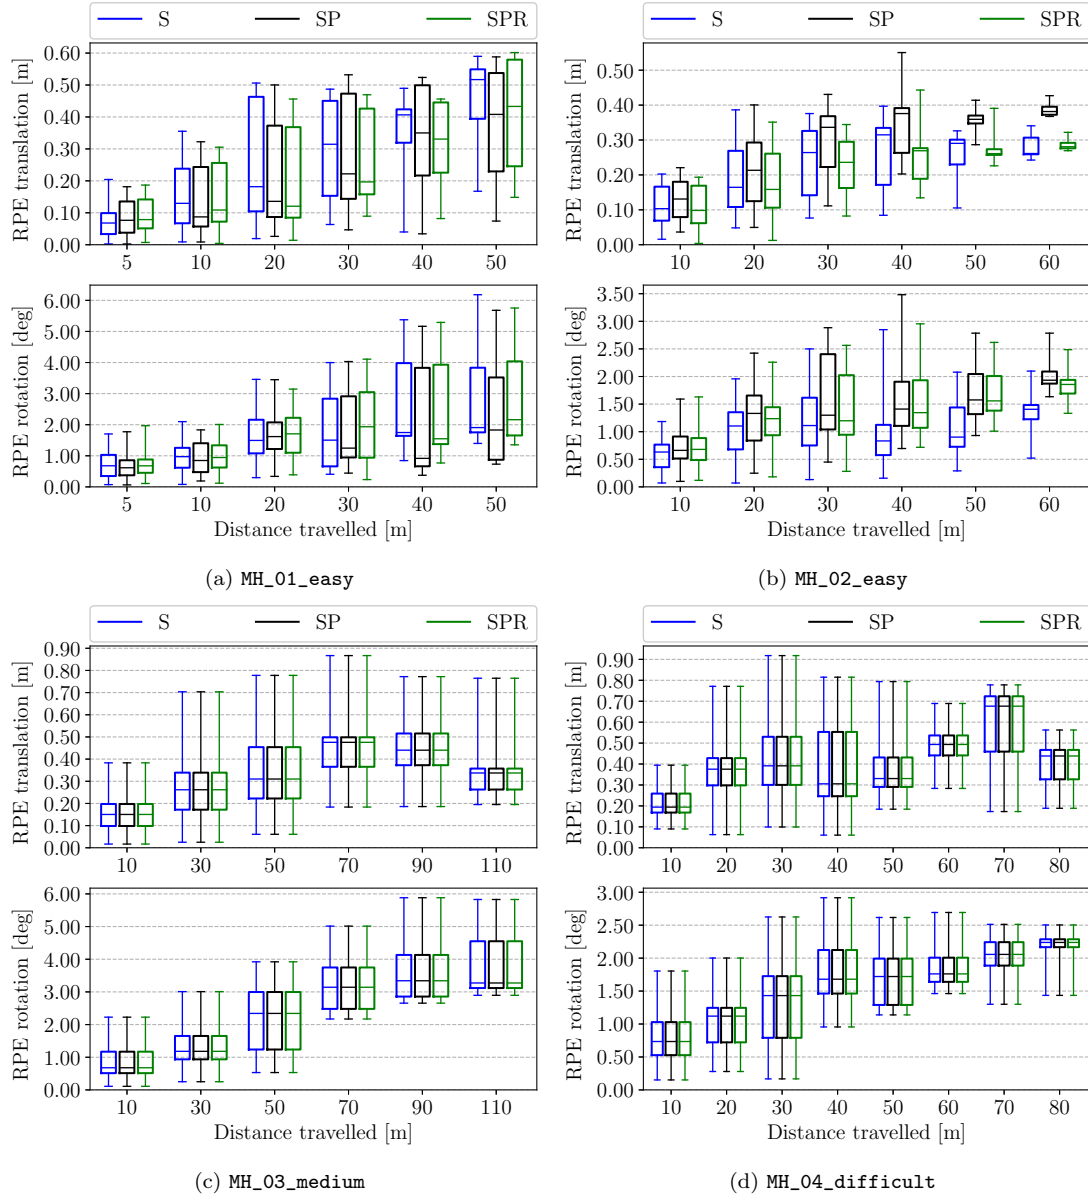 S SP SPR
RPE translation [m]
0.60
0.50
0.40
0.30
0.20
0.10
0.00
5 10 20 30 40 50
RPE rotation [deg]
6.00
5.00
4.00
3.00
2.00
1.00
0.00
5 10 20 30 40 50
Distance travelled [m]
(a) MH_01_easy
S SP SPR
RPE translation [m]
0.50
0.40
0.30
0.20
0.10
0.00
10 20 30 40 50 60
RPE rotation [deg]
3.50
3.00
2.50
2.00
1.50
1.00
0.50
0.00
10 20 30 40 50 60
Distance travelled [m]
(b) MH_02_easy
S SP SPR
RPE translation [m]
0.90
0.80
0.70
0.60
0.50
0.40
0.30
0.20
0.10
0.00
10 30 50 70 90 110
RPE rotation [deg]
6.00
5.00
4.00
3.00
2.00
1.00
0.00
10 30 50 70 90 110
Distance travelled [m]
(c) MH_03_medium
S SP SPR
RPE translation [m]
0.90
0.80
0.70
0.60
0.50
0.40
0.30
0.20
0.10
0.00
10 20 30 40 50 60 70 80
RPE rotation [deg]
3.00
2.50
2.00
1.50
1.00
0.50
0.00
10 20 30 40 50 60 70 80
Distance travelled [m]
(d) MH_04_difficult